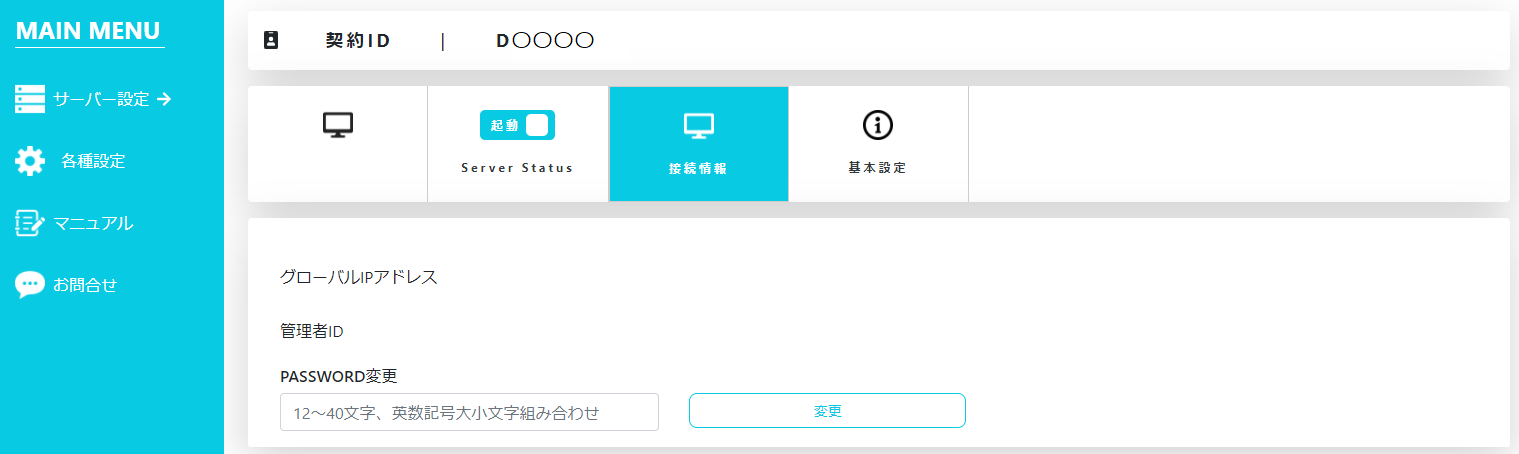 MAIN MENU
サーバー設定
各種設定
マニュアル
お問合せ
契約ID | D〇〇〇〇
起動
Server Status
接続情報
基本設定
グローバルIPアドレス
管理者ID
PASSWORD変更
12～40文字、英数記号大小文字組み合わせ
変更